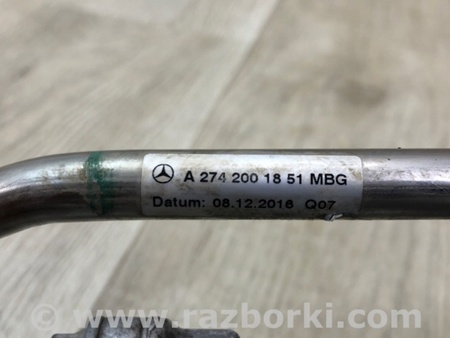 A 274 200 18 51 MBG
Datum: 08.12.2016 Q07
© www.razborki.com